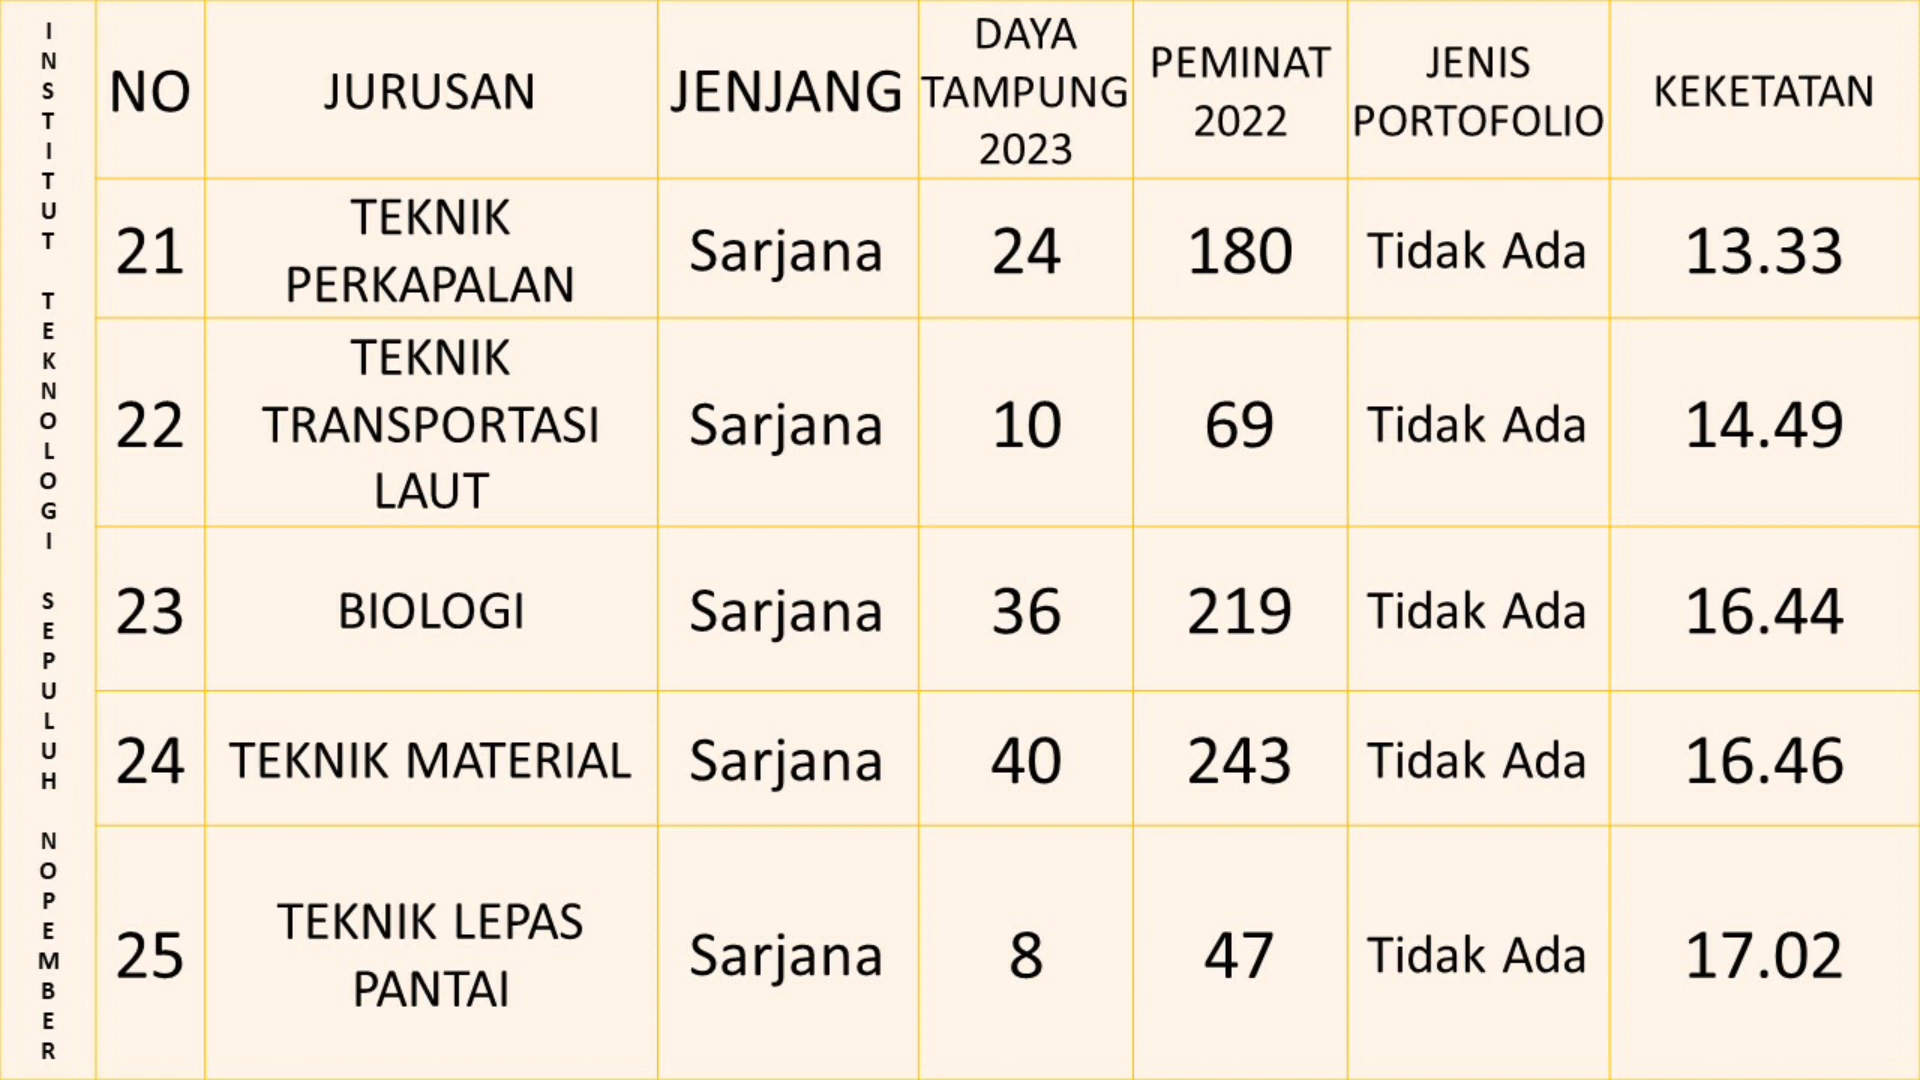 INSTITUT TEKNOLOGI SEPULUH NOPEMBER
NO
JURUSAN
JENJANG
DAYA
TAMPUNG
2023
PEMINAT
2022
JENIS
PORTOFOLIO
KEKETATAN
21
TEKNIK
PERKAPALAN
Sarjana
24
180
Tidak Ada
13.33
22
TEKNIK
TRANSPORTASI
LAUT
Sarjana
10
69
Tidak Ada
14.49
23
BIOLOGI
Sarjana
36
219
Tidak Ada
16.44
24
TEKNIK MATERIAL
Sarjana
40
243
Tidak Ada
16.46
25
TEKNIK LEPAS
PANTAI
Sarjana
8
47
Tidak Ada
17.02